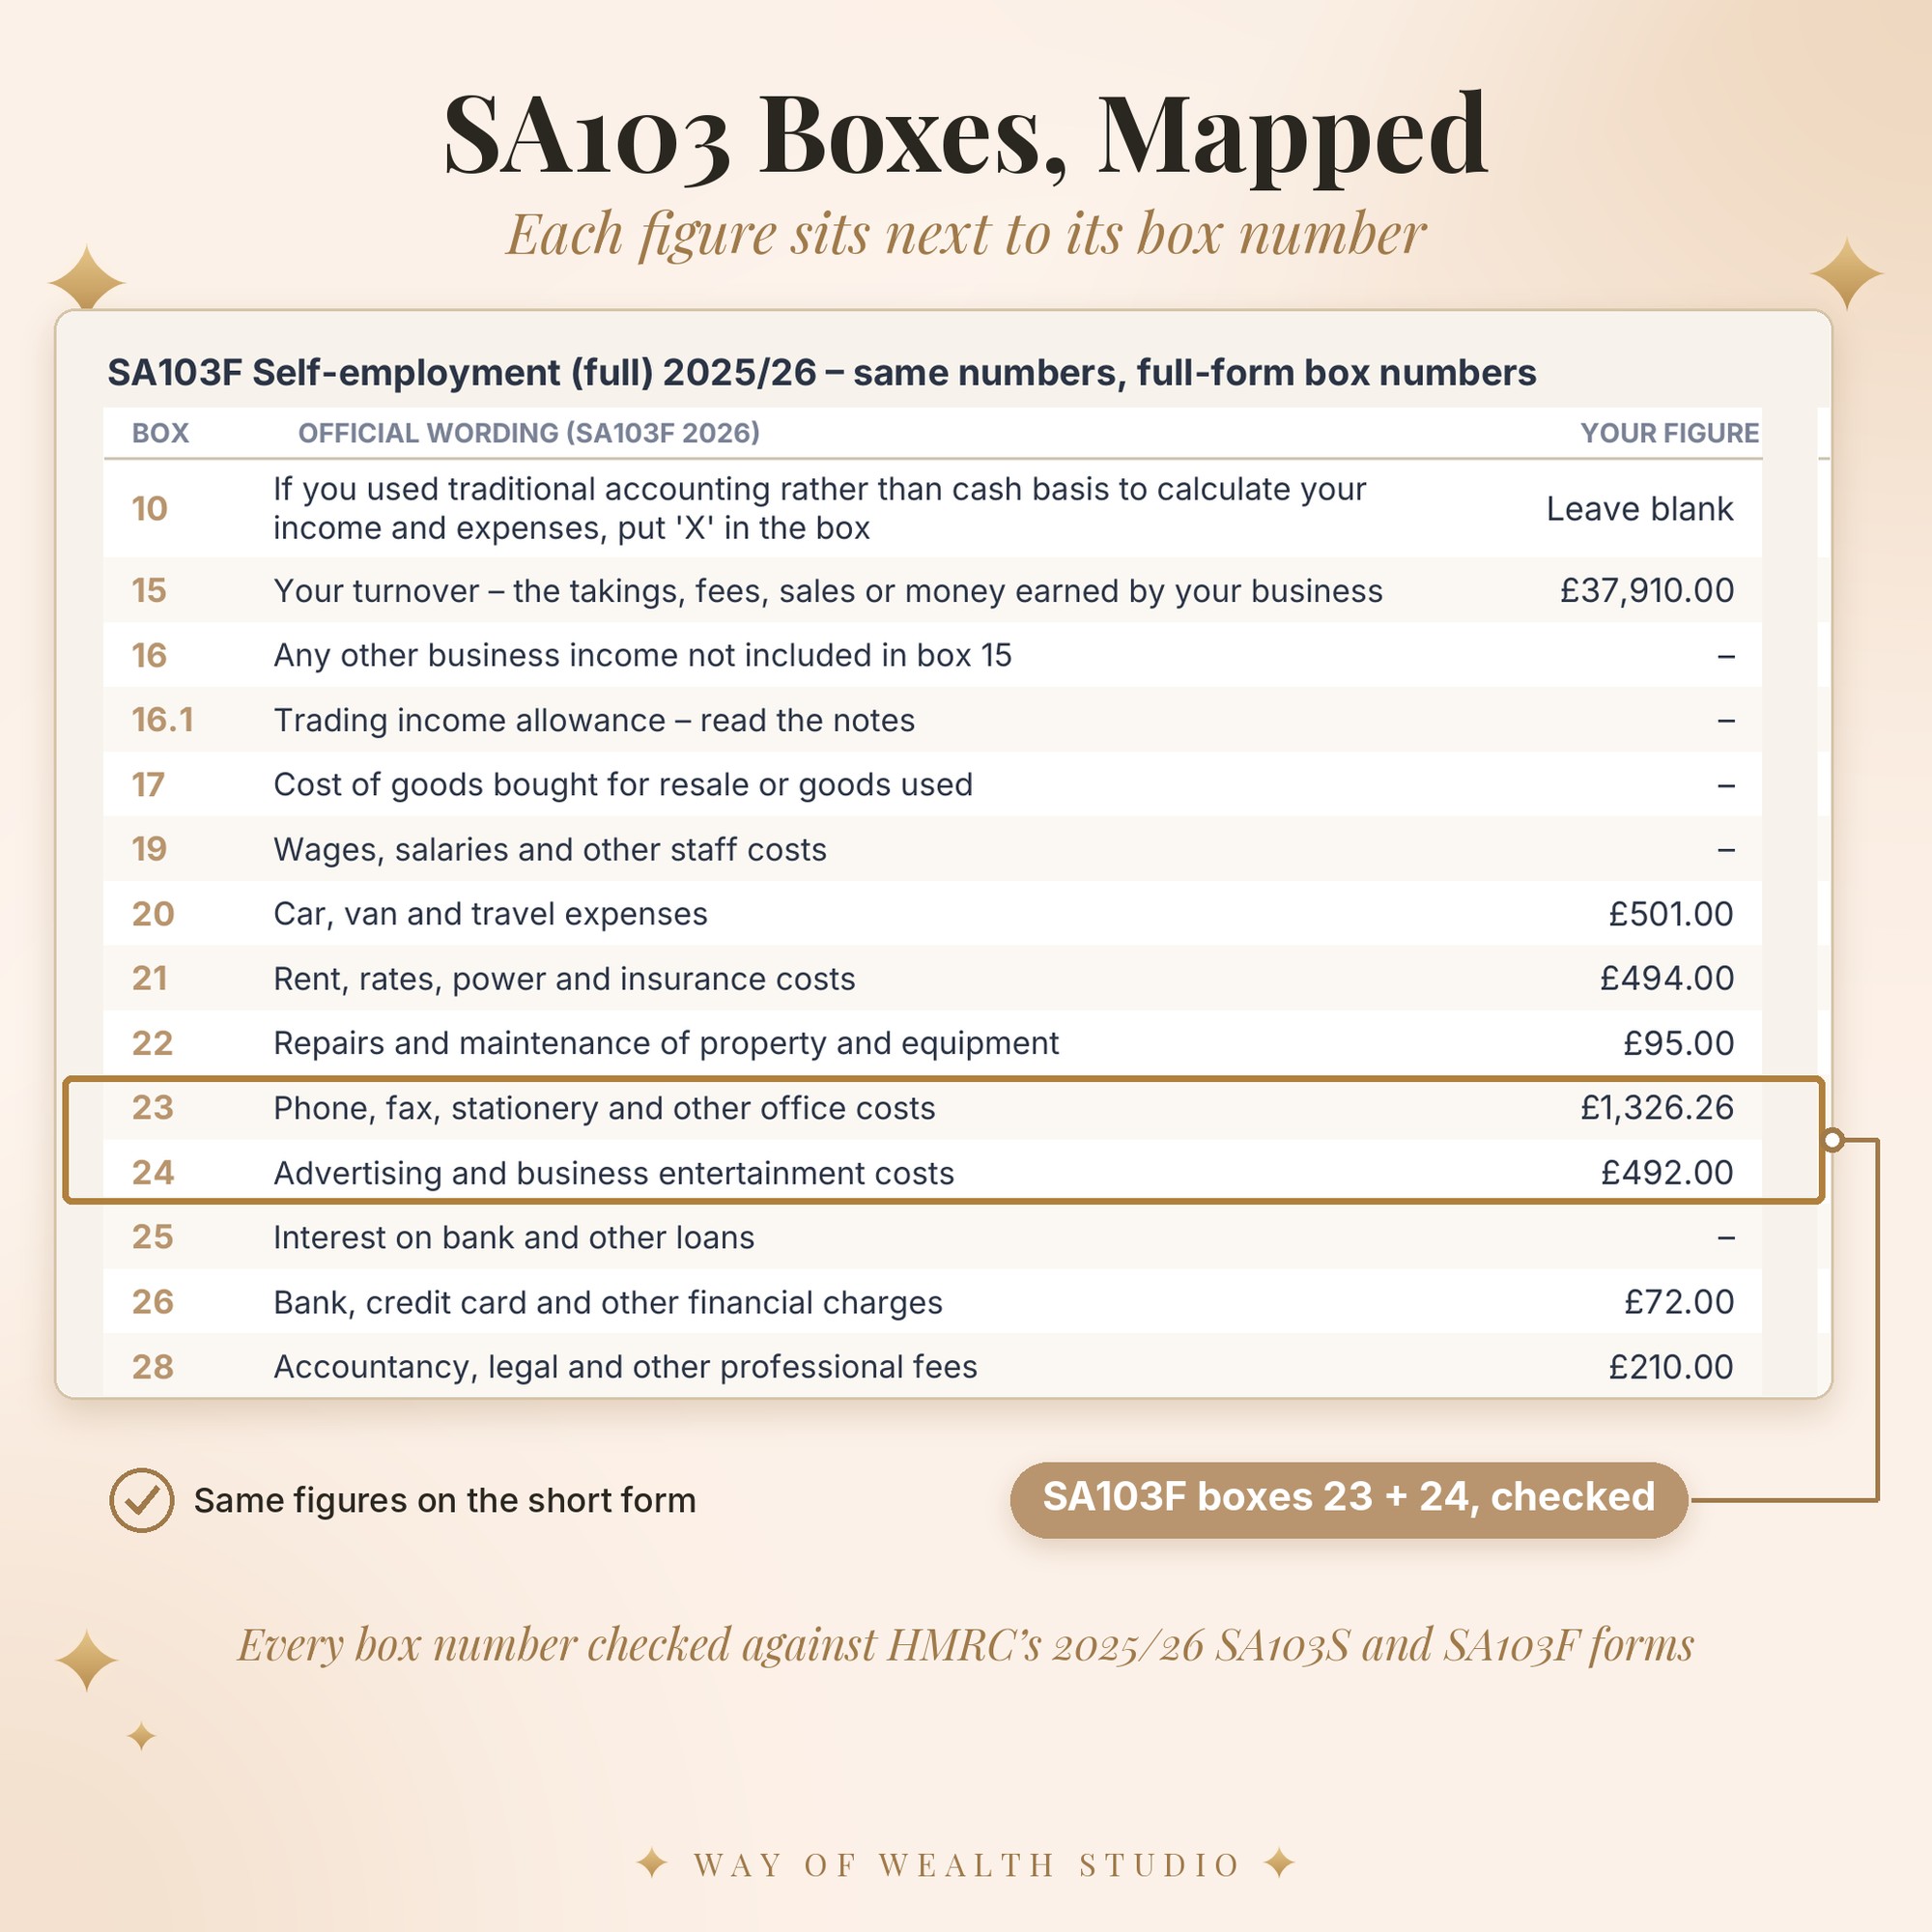 SA103 Boxes, Mapped
Each figure sits next to its box number
SA103F Self-employment (full) 2025/26 – same numbers, full-form box numbers
BOX OFFICIAL WORDING (SA103F 2026) YOUR FIGURE
10 If you used traditional accounting rather than cash basis to calculate your
income and expenses, put 'X' in the box Leave blank
15 Your turnover – the takings, fees, sales or money earned by your business £37,910.00
16 Any other business income not included in box 15 –
16.1 Trading income allowance – read the notes –
17 Cost of goods bought for resale or goods used –
19 Wages, salaries and other staff costs –
20 Car, van and travel expenses £501.00
21 Rent, rates, power and insurance costs £494.00
22 Repairs and maintenance of property and equipment £95.00
23 Phone, fax, stationery and other office costs £1,326.26
24 Advertising and business entertainment costs £492.00
25 Interest on bank and other loans –
26 Bank, credit card and other financial charges £72.00
28 Accountancy, legal and other professional fees £210.00
Same figures on the short form
SA103F boxes 23 + 24, checked
Every box number checked against HMRC’s 2025/26 SA103S and SA103F forms
WAY OF WEALTH STUDIO